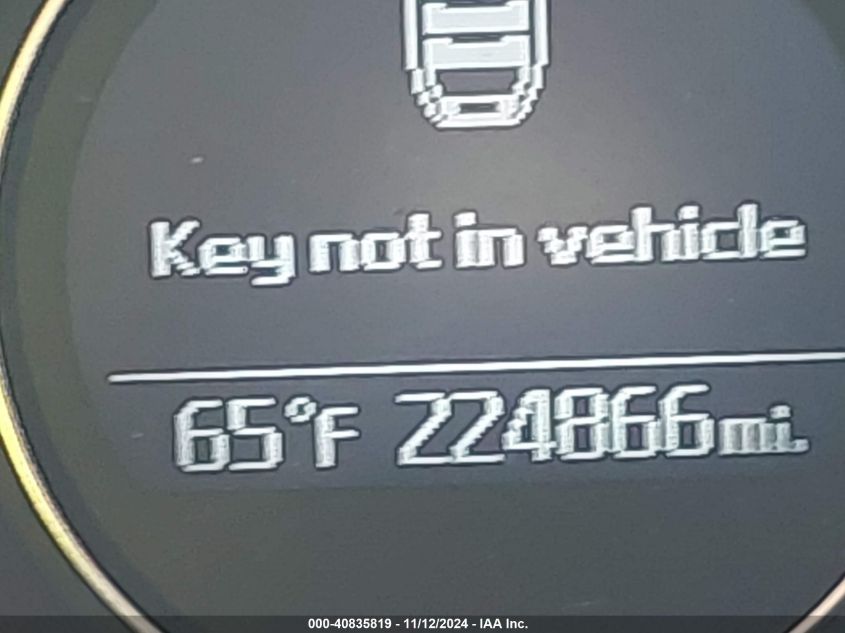 Key not in vehicle
65°F 224866mi.
000-40835819 - 11/12/2024 - IAA Inc.